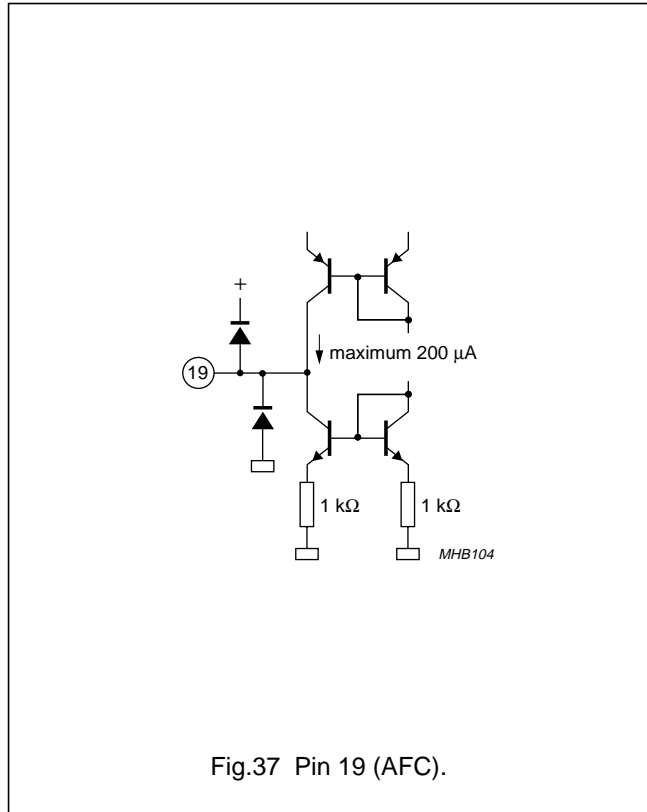 +
maximum 200 μA
19
1 kΩ 1 kΩ
MHB104
Fig.37 Pin 19 (AFC).